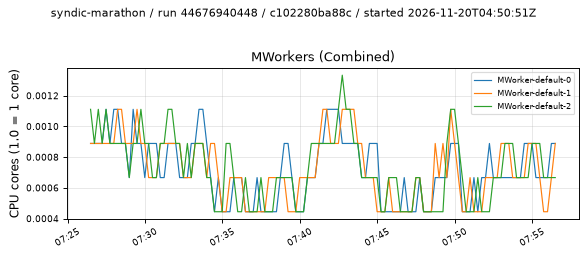 syndic-marathon / run 44676940448 / c102280ba88c / started 2026-11-20T04:50:51Z
MWorkers (Combined)
CPU cores (1.0 = 1 core)
0.0012
0.0010
0.0008
0.0006
0.0004
MWorker-default-0
MWorker-default-1
MWorker-default-2
07:25
07:30
07:35
07:40
07:45
07:50
07:55